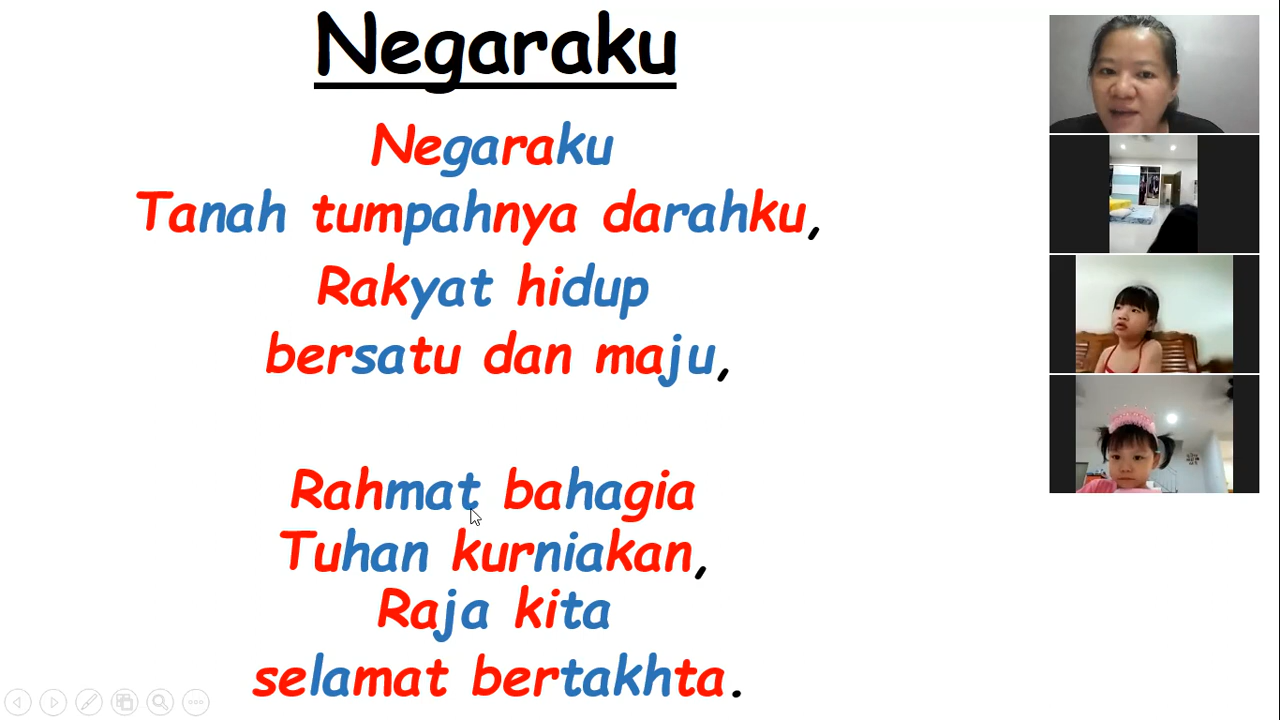 Negaraku
Negaraku
Tanah tumpahnya darahku,
Rakyat hidup
bersatu dan maju,
Rahmat bahagia
Tuhan kurniakan,
Raja kita
selamat bertakhta.